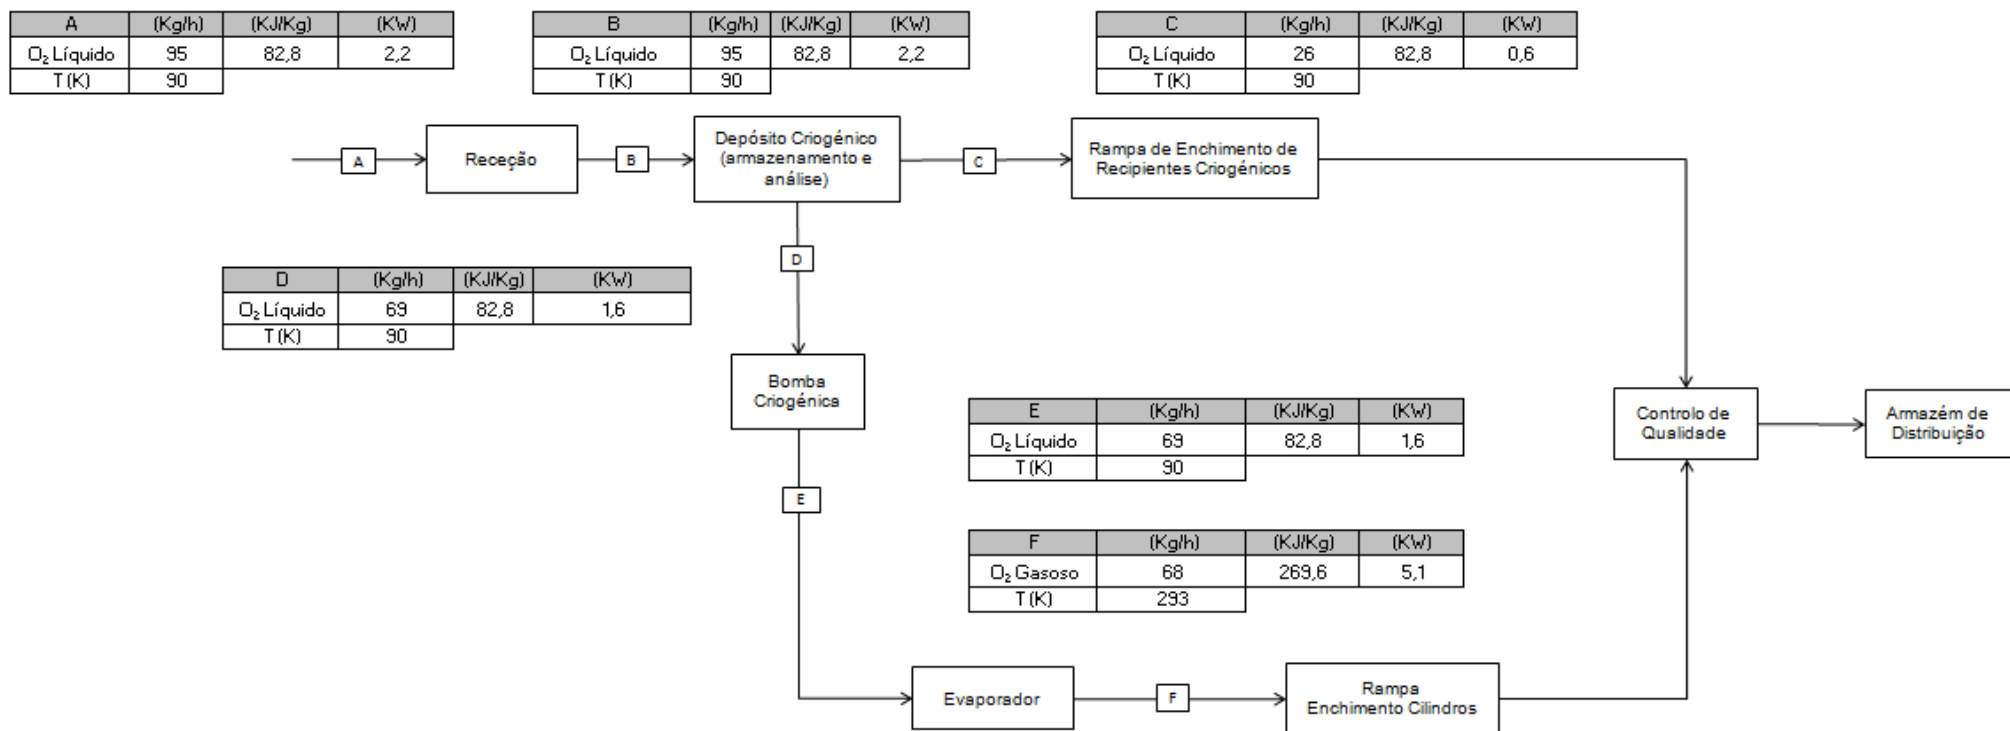 A (Kg/h) (KJ/Kg) (KW)
O₂ Líquido 95 82,8 2,2
T (K) 90
B (Kg/h) (KJ/Kg) (KW)
O₂ Líquido 95 82,8 2,2
T (K) 90
C (Kg/h) (KJ/Kg) (KW)
O₂ Líquido 26 82,8 0,6
T (K) 90
A
Receção
B
Depósito Criogénico
(armazenamento e
análise)
C
Rampa de Enchimento de
Recipientes Criogénicos
D
D (Kg/h) (KJ/Kg) (KW)
O₂ Líquido 69 82,8 1,6
T (K) 90
Bomba
Criogénica
E (Kg/h) (KJ/Kg) (KW)
O₂ Líquido 69 82,8 1,6
T (K) 90
Controlo de
Qualidade
Armazém de
Distribuição
E
F (Kg/h) (KJ/Kg) (KW)
O₂ Gasoso 68 269,6 5,1
T (K) 293
Evaporador
F
Rampa
Enchimento Cilindros